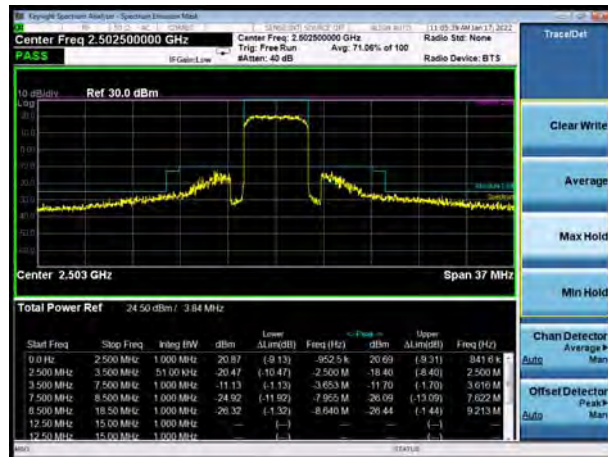 Keysight Spectrum Analyzer - Spectrum Emission Mask
11:05:39 AM Jan 17, 2022
Center Freq 2.502500000 GHz
Center Freq: 2.502500000 GHz
Radio Std: None
Trace/Det
Trig: Free Run
Avg: 71.06% of 100
PASS
IFGain:Low
#Atten: 40 dB
Radio Device: BTS
10 dB/div
Ref 30.0 dBm
Log
Clear Write
Average
Max Hold
Min Hold
Center 2.503 GHz
Span 37 MHz
Total Power Ref
24.50 dBm / 3.84 MHz
Lower
<- Peak ->
Upper
Start Freq
Stop Freq
Integ BW
dBm
ΔLim(dB)
Freq (Hz)
dBm
ΔLim(dB)
Freq (Hz)
0.0 Hz 2.500 MHz 1.000 MHz 20.87 (-9.13) -952.5 k 20.69 (-9.31) 841.6 k
2.500 MHz 3.500 MHz 51.00 kHz -20.47 (-10.47) -2.500 M -18.40 (-8.40) 2.500 M
3.500 MHz 7.500 MHz 1.000 MHz -11.13 (-1.13) -3.653 M -11.70 (-1.70) 3.616 M
7.500 MHz 8.500 MHz 1.000 MHz -24.92 (-11.92) -7.955 M -26.09 (-13.09) 7.622 M
8.500 MHz 18.50 MHz 1.000 MHz -26.32 (-1.32) -8.640 M -26.44 (-1.44) 9.213 M
12.50 MHz 15.00 MHz 1.000 MHz --- (---) --- --- (---) ---
12.50 MHz 15.00 MHz 1.000 MHz --- (---) --- --- (---) ---
Chan Detector
Average
Auto Man
Offset Detector
Peak
Auto Man
MSG
STATUS